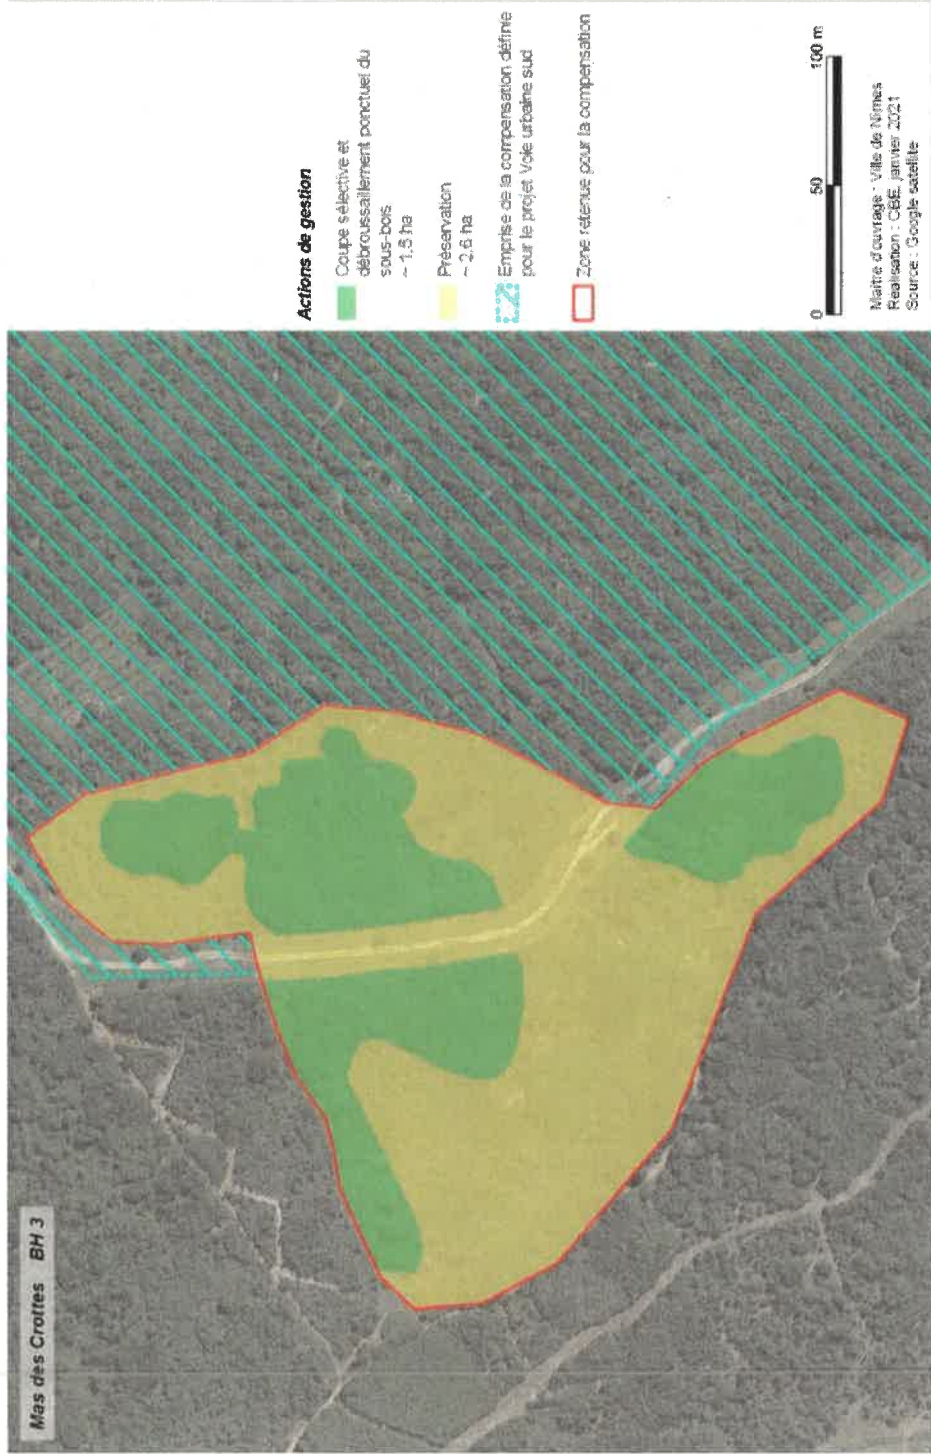 Mas des Crottes BH 3
Actions de gestion
Coupe sélective et
débroussaillement ponctuel du
sous-bois
~ 1.5 ha
Préservation
~ 2.6 ha
Emprise de la compensation définie
pour le projet Voie urbaine sud
Zone retenue pour la compensation
0 50 100 m
Maître d'ouvrage : Ville de Nîmes
Réalisation : CBE, janvier 2021
Source : Google satellite